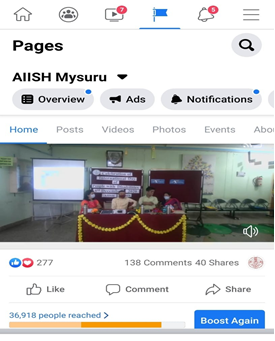 7
5
Pages
AIISH Mysuru
Overview
Ads
Notifications
Home Posts Videos Photos Events Abou
277
138 Comments 40 Shares
Like
Comment
Share
36,918 people reached >
Boost Again